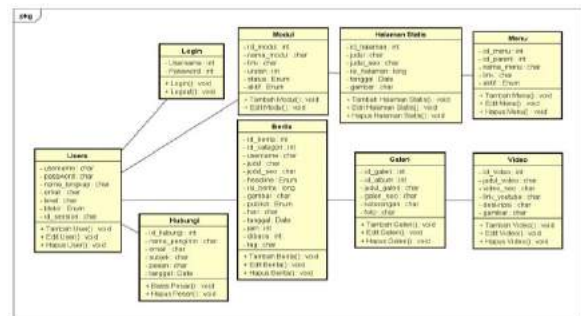 pkg
Login
- Username : int
- Password : int
+ Login() : void
+ Logout() : void
Modul
- id_modul : int
- nama_modul : char
- link : char
- urutan : int
- status : Enum
- aktif : Enum
+ Tambah Modul() : void
+ Edit Modul() : void
Halaman Statis
- id_halaman : int
- judul : char
- judul_seo : char
- isi_halaman : long
- tanggal : Date
- gambar : char
+ Tambah Halaman Statis() : void
+ Edit Halaman Statis() : void
+ Hapus Halaman Statis() : void
Menu
- id_menu : int
- id_parent : int
- nama_menu : char
- link : char
- aktif : Enum
+ Tambah Menu() : void
+ Edit Menu() : void
+ Hapus Menu() : void
Users
- username : char
- password : char
- nama_lengkap : char
- email : char
- level : char
- blokir : Enum
- id_session : char
+ Tambah User() : void
+ Edit User() : void
+ Hapus User() : void
Hubungi
- id_hubungi : int
- nama_pengirim : char
- email : char
- subjek : char
- pesan : char
- tanggal : Date
+ Balas Pesan() : void
+ Hapus Pesan() : void
Berita
- id_berita : int
- id_kategori : int
- username : char
- judul : char
- judul_seo : char
- headline : Enum
- isi_berita : long
- gambar : char
- publish : Enum
- hari : char
- tanggal : Date
- jam : int
- dibaca : int
- tag : char
+ Tambah Berita() : void
+ Edit Berita() : void
+ Hapus Berita() : void
Galeri
- id_galeri : int
- id_album : int
- judul_galeri : char
- galeri_seo : char
- keterangan : char
+ Tambah Galeri() : void
+ Edit Galeri() : void
+ Hapus Galeri() : void
Video
- id_video : int
- judul_video : char
- video_seo : char
- link_youtube : char
- deskripsi : char
- gambar : char
+ Tambah Video() : void
+ Edit Video() : void
+ Hapus Video() : void